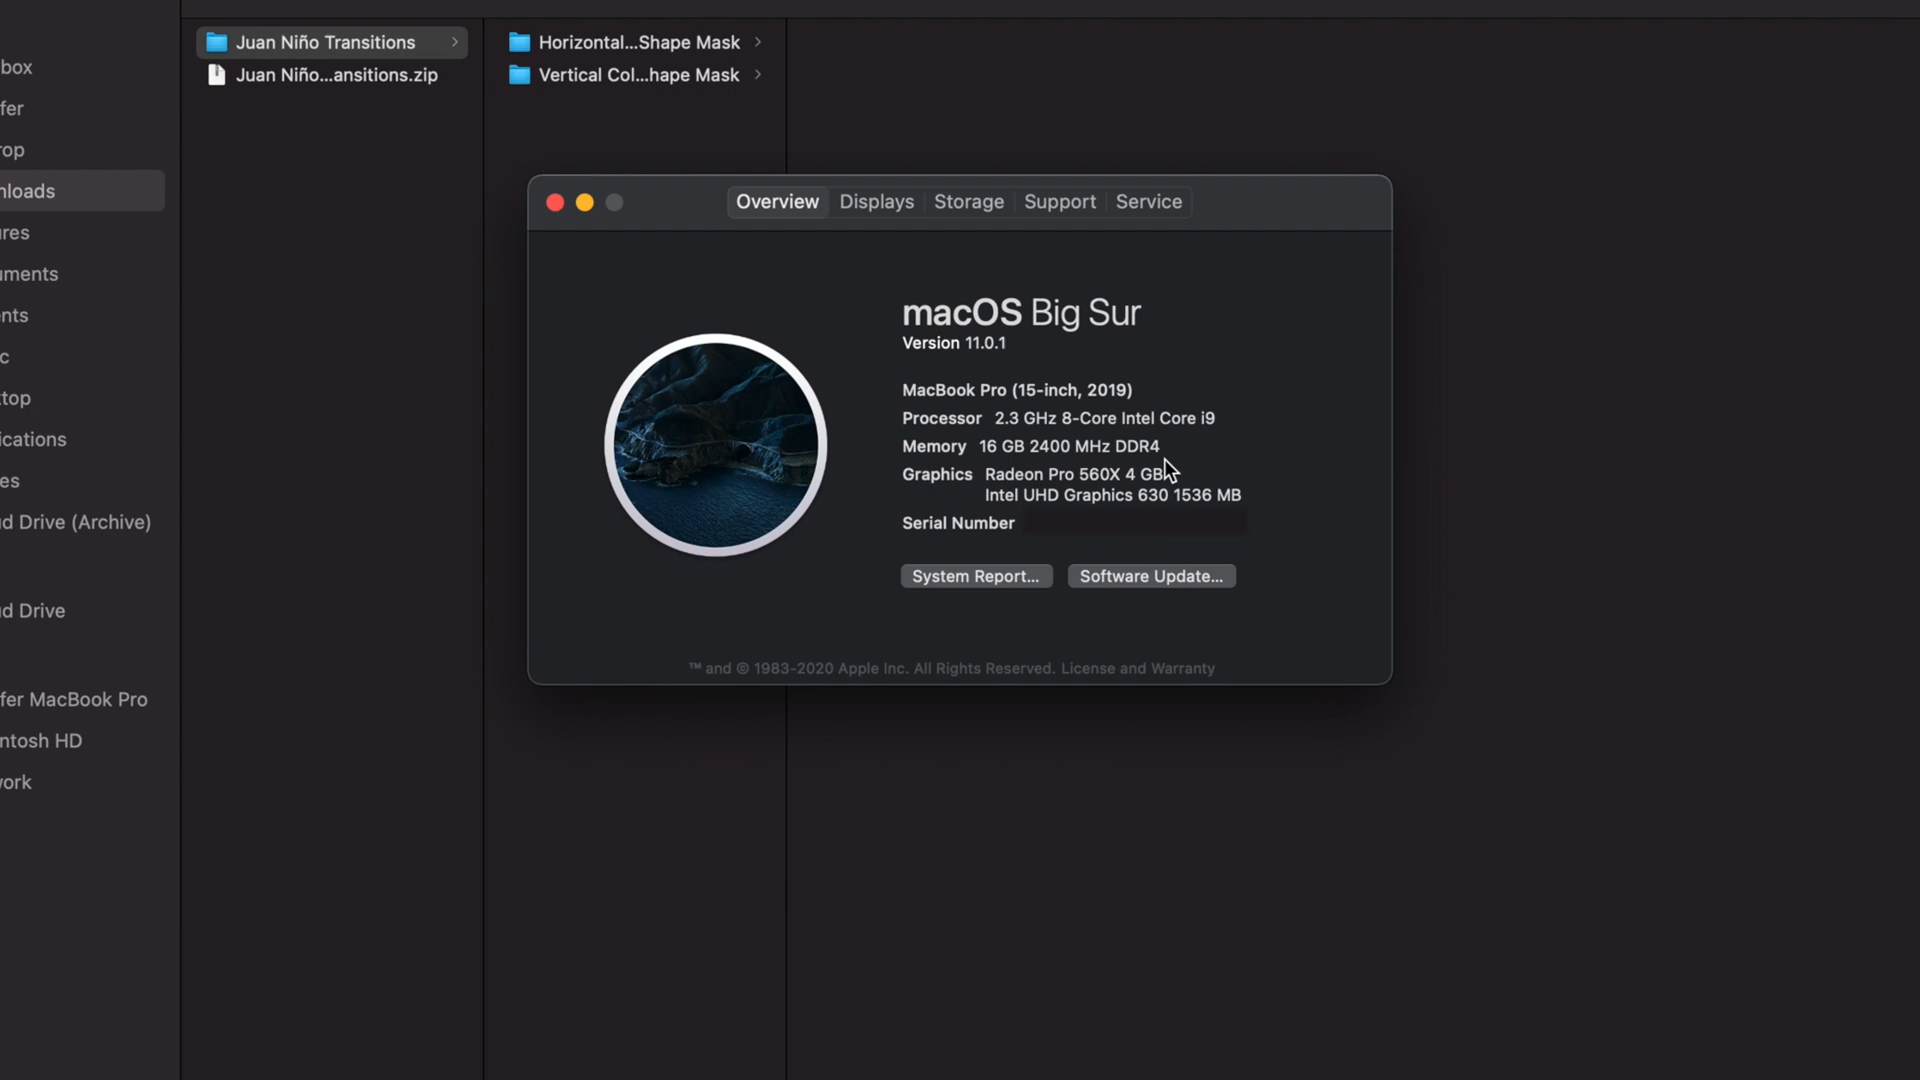 box
fer
rop
nloads
ures
uments
ents
c
top
ications
es
d Drive (Archive)
d Drive
fer MacBook Pro
ntosh HD
work
Juan Niño Transitions
Juan Niño...ansitions.zip
Horizontal...Shape Mask
Vertical Col...hape Mask
Overview Displays Storage Support Service
macOS Big Sur
Version 11.0.1
MacBook Pro (15-inch, 2019)
Processor 2.3 GHz 8-Core Intel Core i9
Memory 16 GB 2400 MHz DDR4
Graphics Radeon Pro 560X 4 GB
Intel UHD Graphics 630 1536 MB
Serial Number
System Report... Software Update...
™ and © 1983-2020 Apple Inc. All Rights Reserved. License and Warranty